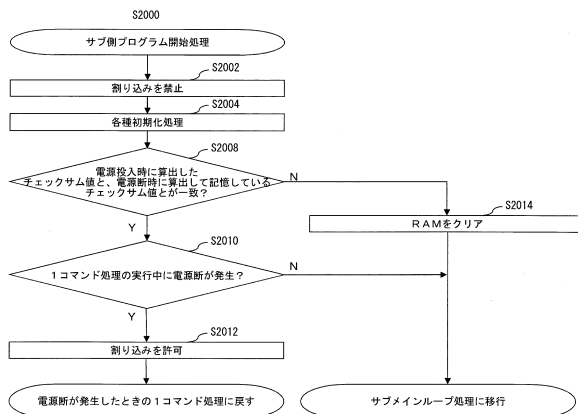 S2000
サブ側プログラム開始処理
S2002
割り込みを禁止
S2004
各種初期化処理
S2008
電源投入時に算出した
チェックサム値と、電源断時に算出して記憶している
チェックサム値とが一致？
N
Y
S2014
RAMをクリア
S2010
１コマンド処理の実行中に電源断が発生？
N
Y
S2012
割り込みを許可
電源断が発生したときの１コマンド処理に戻す
サブメインループ処理に移行